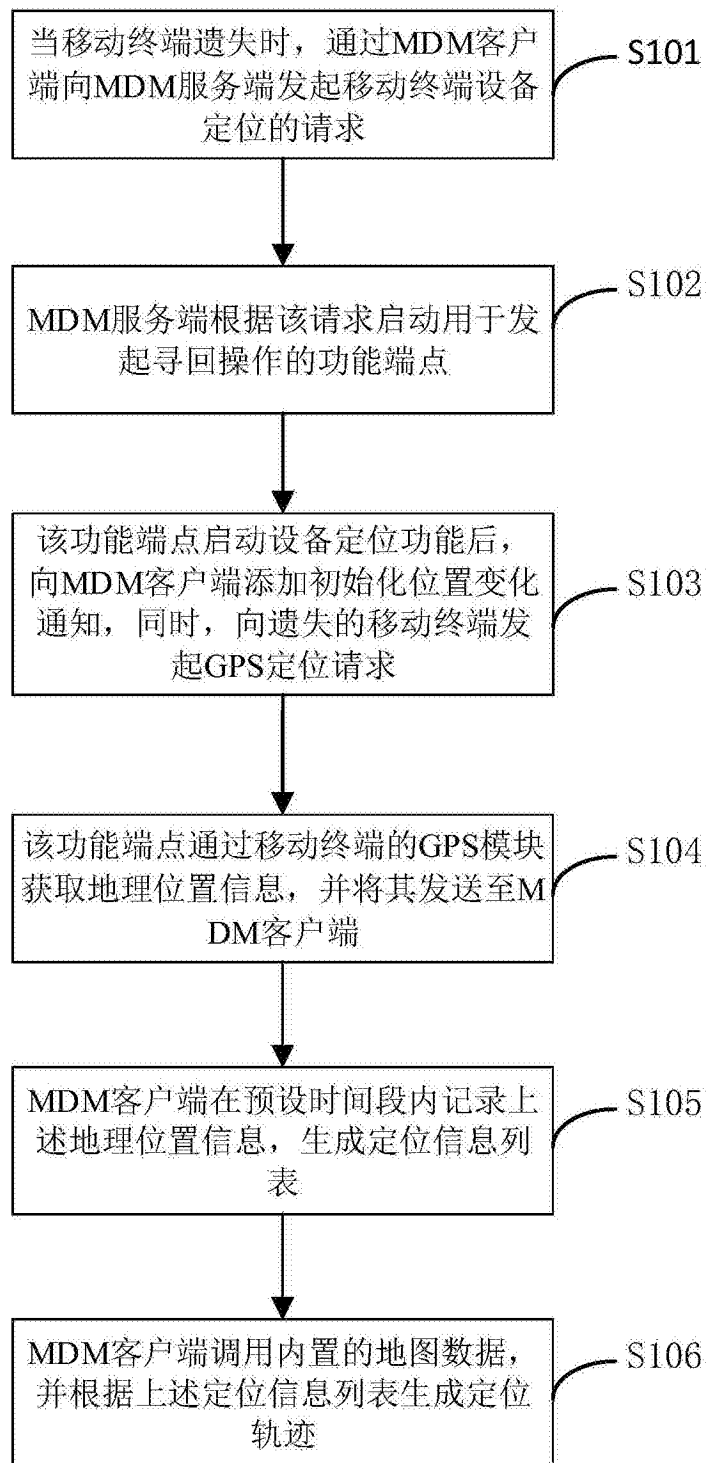 当移动终端遗失时，通过MDM客户
端向MDM服务端发起移动终端设备
定位的请求
S101
MDM服务端根据该请求启动用于发
起寻回操作的功能端点
S102
该功能端点启动设备定位功能后，
向MDM客户端添加初始化位置变化
通知，同时，向遗失的移动终端发
起GPS定位请求
S103
该功能端点通过移动终端的GPS模块
获取地理位置信息，并将其发送至M
DM客户端
S104
MDM客户端在预设时间段内记录上
述地理位置信息，生成定位信息列
表
S105
MDM客户端调用内置的地图数据，
并根据上述定位信息列表生成定位
轨迹
S106